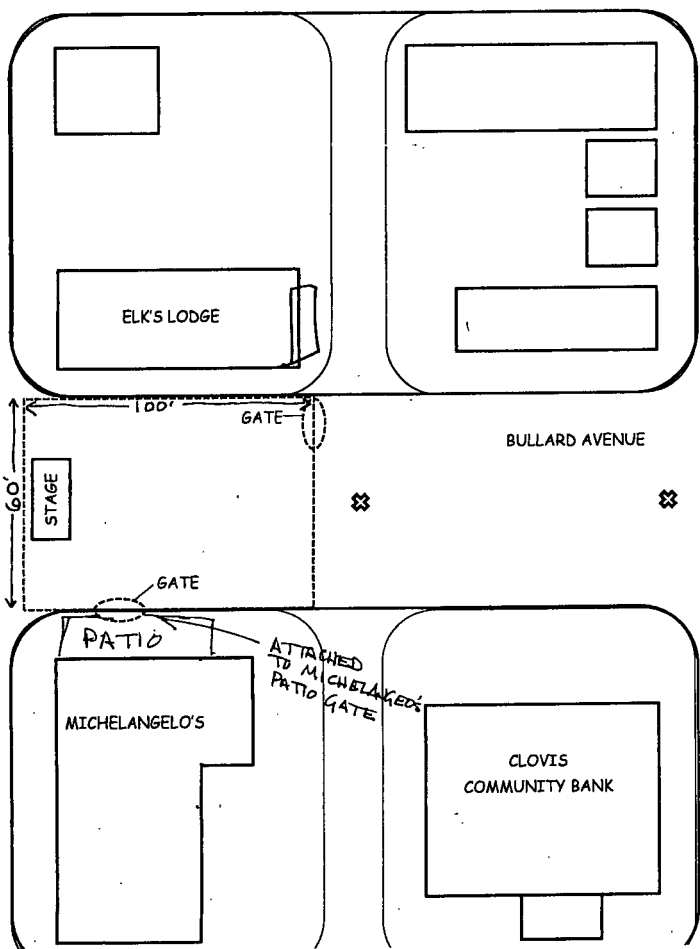 ELK'S LODGE
100'
GATE
BULLARD AVENUE
60'
STAGE
GATE
PATIO
ATTACHED
TO MICHELANGELO'S
PATIO GATE
MICHELANGELO'S
CLOVIS
COMMUNITY BANK